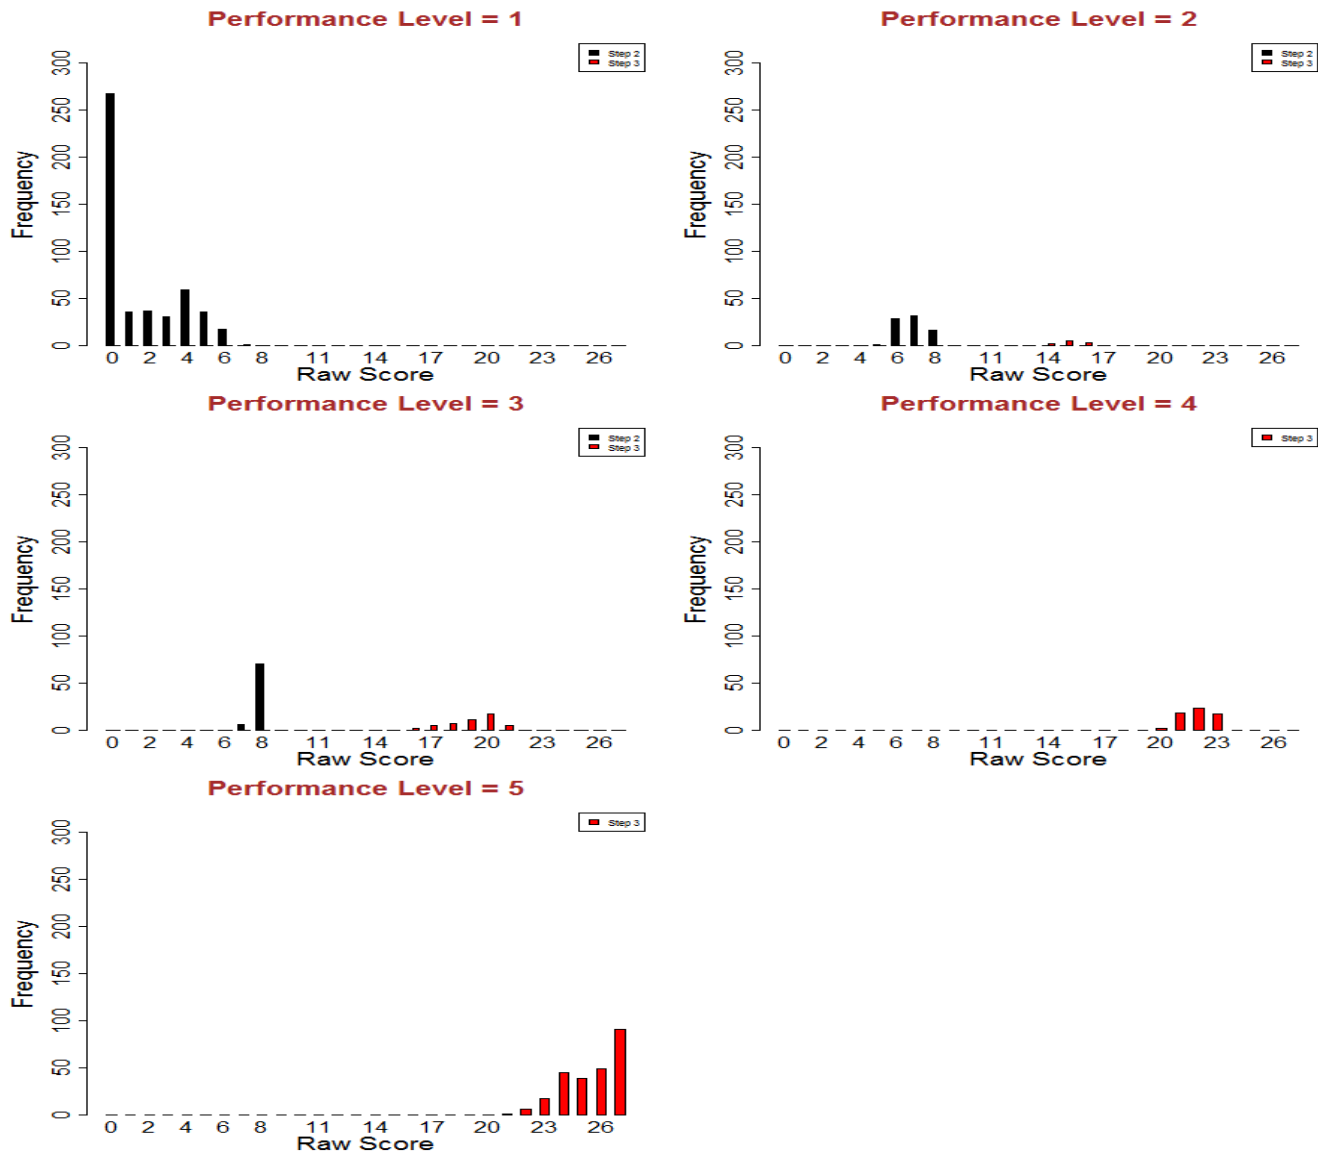 Performance Level = 1
Step 2
Step 3
300
250
200
150
100
50
0
Frequency
0 2 4 6 8 11 14 17 20 23 26
Raw Score
Performance Level = 2
Step 2
Step 3
300
250
200
150
100
50
0
Frequency
0 2 4 6 8 11 14 17 20 23 26
Raw Score
Performance Level = 3
Step 2
Step 3
300
250
200
150
100
50
0
Frequency
0 2 4 6 8 11 14 17 20 23 26
Raw Score
Performance Level = 4
Step 3
300
250
200
150
100
50
0
Frequency
0 2 4 6 8 11 14 17 20 23 26
Raw Score
Performance Level = 5
Step 3
300
250
200
150
100
50
0
Frequency
0 2 4 6 8 11 14 17 20 23 26
Raw Score